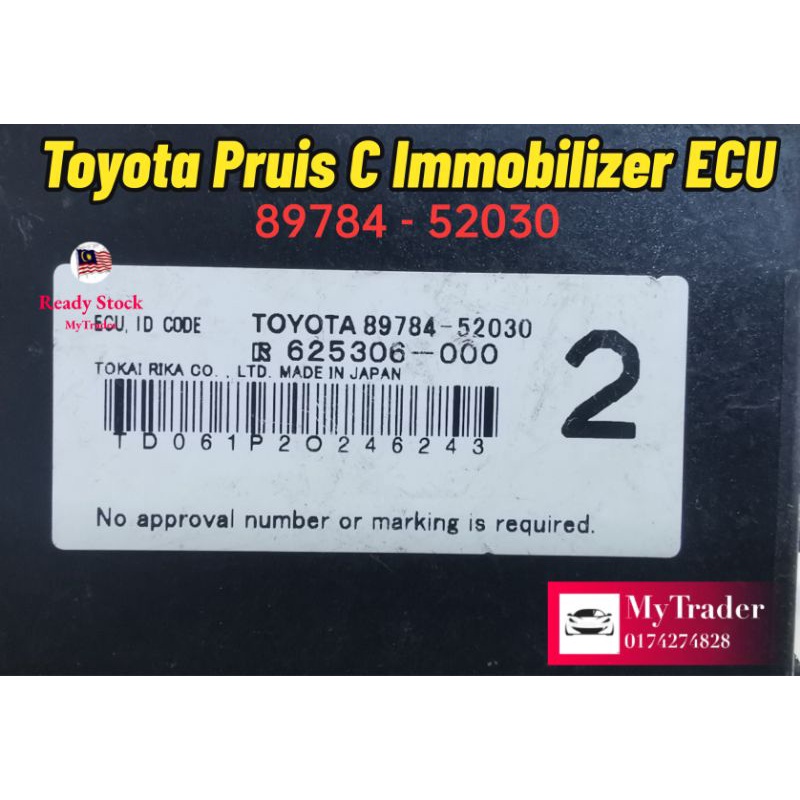 Toyota Pruis C Immobilizer ECU
89784 - 52030
Ready Stock
MyTrader
ECU, ID CODE TOYOTA 89784-52030
625306-000
TOKAI RIKA CO., LTD. MADE IN JAPAN
2
TD061P20246243
No approval number or marking is required.
MyTrader
0174274828